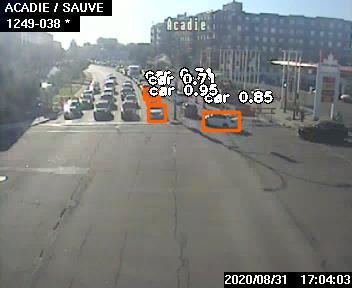 ACADIE / SAUVE
1249-038 *
Acadie
car 0.71
car 0.95
car 0.85
2020/08/31 17:04:03